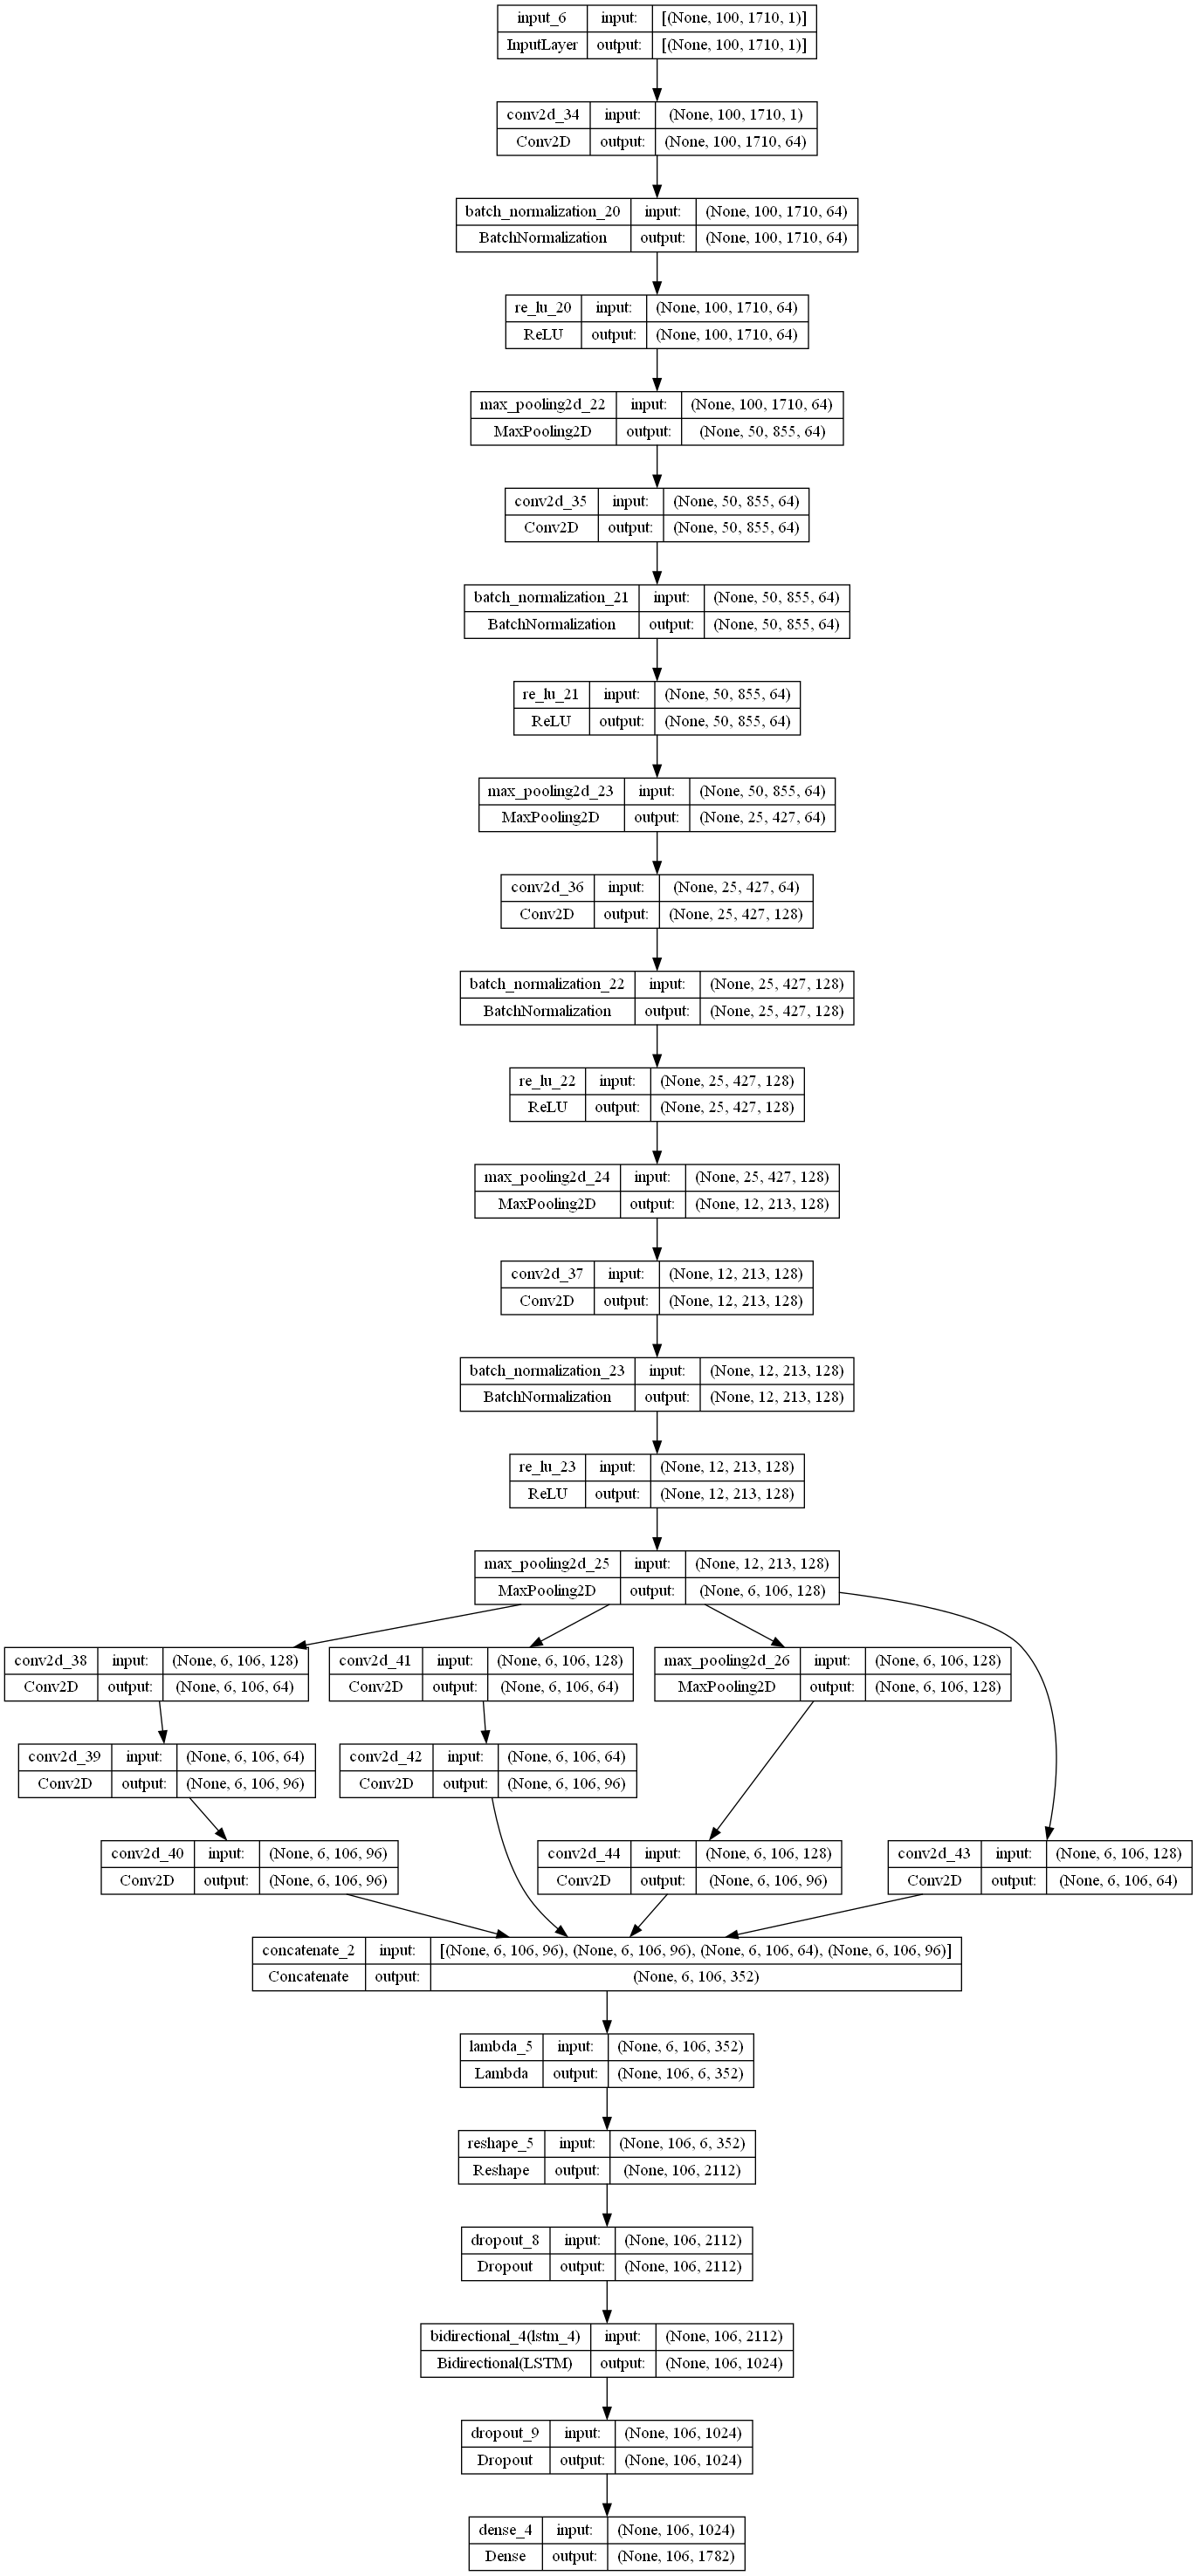 input_6 input: [(None, 100, 1710, 1)]
InputLayer output: [(None, 100, 1710, 1)]
conv2d_34 input: (None, 100, 1710, 1)
Conv2D output: (None, 100, 1710, 64)
batch_normalization_20 input: (None, 100, 1710, 64)
BatchNormalization output: (None, 100, 1710, 64)
re_lu_20 input: (None, 100, 1710, 64)
ReLU output: (None, 100, 1710, 64)
max_pooling2d_22 input: (None, 100, 1710, 64)
MaxPooling2D output: (None, 50, 855, 64)
conv2d_35 input: (None, 50, 855, 64)
Conv2D output: (None, 50, 855, 64)
batch_normalization_21 input: (None, 50, 855, 64)
BatchNormalization output: (None, 50, 855, 64)
re_lu_21 input: (None, 50, 855, 64)
ReLU output: (None, 50, 855, 64)
max_pooling2d_23 input: (None, 50, 855, 64)
MaxPooling2D output: (None, 25, 427, 64)
conv2d_36 input: (None, 25, 427, 64)
Conv2D output: (None, 25, 427, 128)
batch_normalization_22 input: (None, 25, 427, 128)
BatchNormalization output: (None, 25, 427, 128)
re_lu_22 input: (None, 25, 427, 128)
ReLU output: (None, 25, 427, 128)
max_pooling2d_24 input: (None, 25, 427, 128)
MaxPooling2D output: (None, 12, 213, 128)
conv2d_37 input: (None, 12, 213, 128)
Conv2D output: (None, 12, 213, 128)
batch_normalization_23 input: (None, 12, 213, 128)
BatchNormalization output: (None, 12, 213, 128)
re_lu_23 input: (None, 12, 213, 128)
ReLU output: (None, 12, 213, 128)
max_pooling2d_25 input: (None, 12, 213, 128)
MaxPooling2D output: (None, 6, 106, 128)
conv2d_38 input: (None, 6, 106, 128) conv2d_41 input: (None, 6, 106, 128) max_pooling2d_26 input: (None, 6, 106, 128)
Conv2D output: (None, 6, 106, 64) Conv2D output: (None, 6, 106, 64) MaxPooling2D output: (None, 6, 106, 128)
conv2d_39 input: (None, 6, 106, 64) conv2d_42 input: (None, 6, 106, 64)
Conv2D output: (None, 6, 106, 96) Conv2D output: (None, 6, 106, 96)
conv2d_40 input: (None, 6, 106, 96) conv2d_44 input: (None, 6, 106, 128) conv2d_43 input: (None, 6, 106, 128)
Conv2D output: (None, 6, 106, 96) Conv2D output: (None, 6, 106, 96) Conv2D output: (None, 6, 106, 64)
concatenate_2 input: [(None, 6, 106, 96), (None, 6, 106, 96), (None, 6, 106, 64), (None, 6, 106, 96)]
Concatenate output: (None, 6, 106, 352)
lambda_5 input: (None, 6, 106, 352)
Lambda output: (None, 106, 6, 352)
reshape_5 input: (None, 106, 6, 352)
Reshape output: (None, 106, 2112)
dropout_8 input: (None, 106, 2112)
Dropout output: (None, 106, 2112)
bidirectional_4(lstm_4) input: (None, 106, 2112)
Bidirectional(LSTM) output: (None, 106, 1024)
dropout_9 input: (None, 106, 1024)
Dropout output: (None, 106, 1024)
dense_4 input: (None, 106, 1024)
Dense output: (None, 106, 1782)